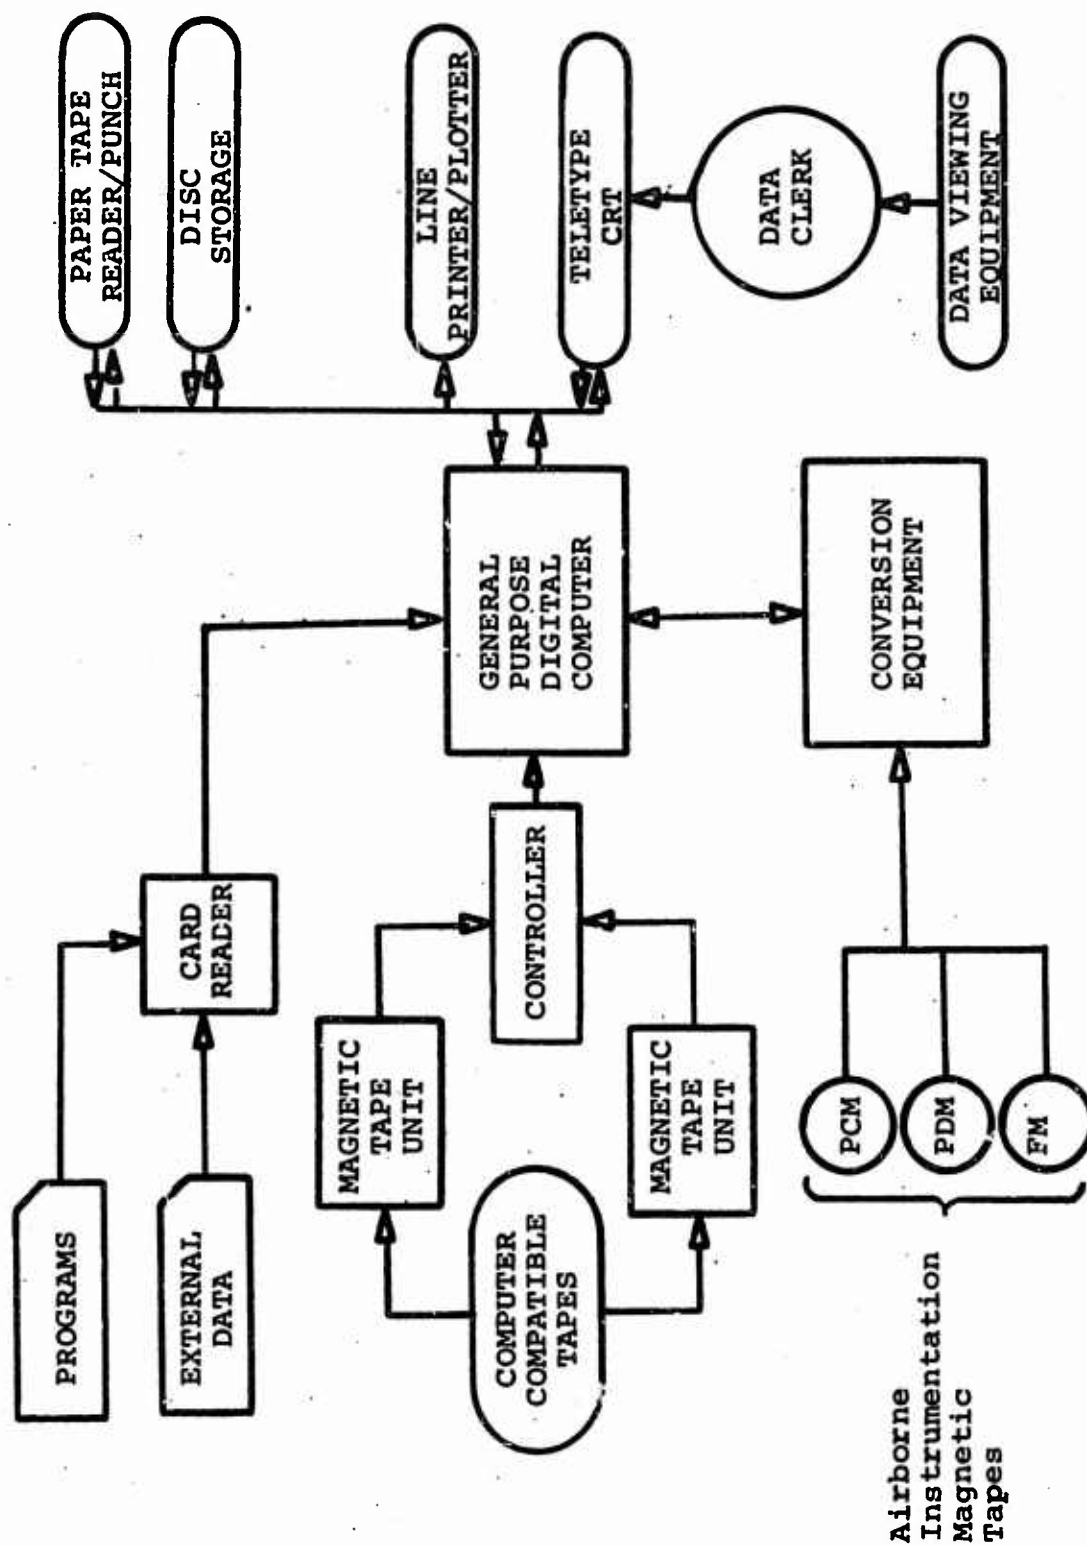 PROGRAMS
EXTERNAL
DATA
CARD
READER
PAPER TAPE
READER/PUNCH
DISC
STORAGE
MAGNETIC
TAPE
UNIT
COMPUTER
COMPATIBLE
TAPES
CONTROLLER
GENERAL
PURPOSE
DIGITAL
COMPUTER
LINE
PRINTER/PLOTTER
TELETYPE
CRT
MAGNETIC
TAPE
UNIT
DATA
CLERK
Airborne
Instrumentation
Magnetic
Tapes
PCM
PDM
FM
CONVERSION
EQUIPMENT
DATA VIEWING
EQUIPMENT